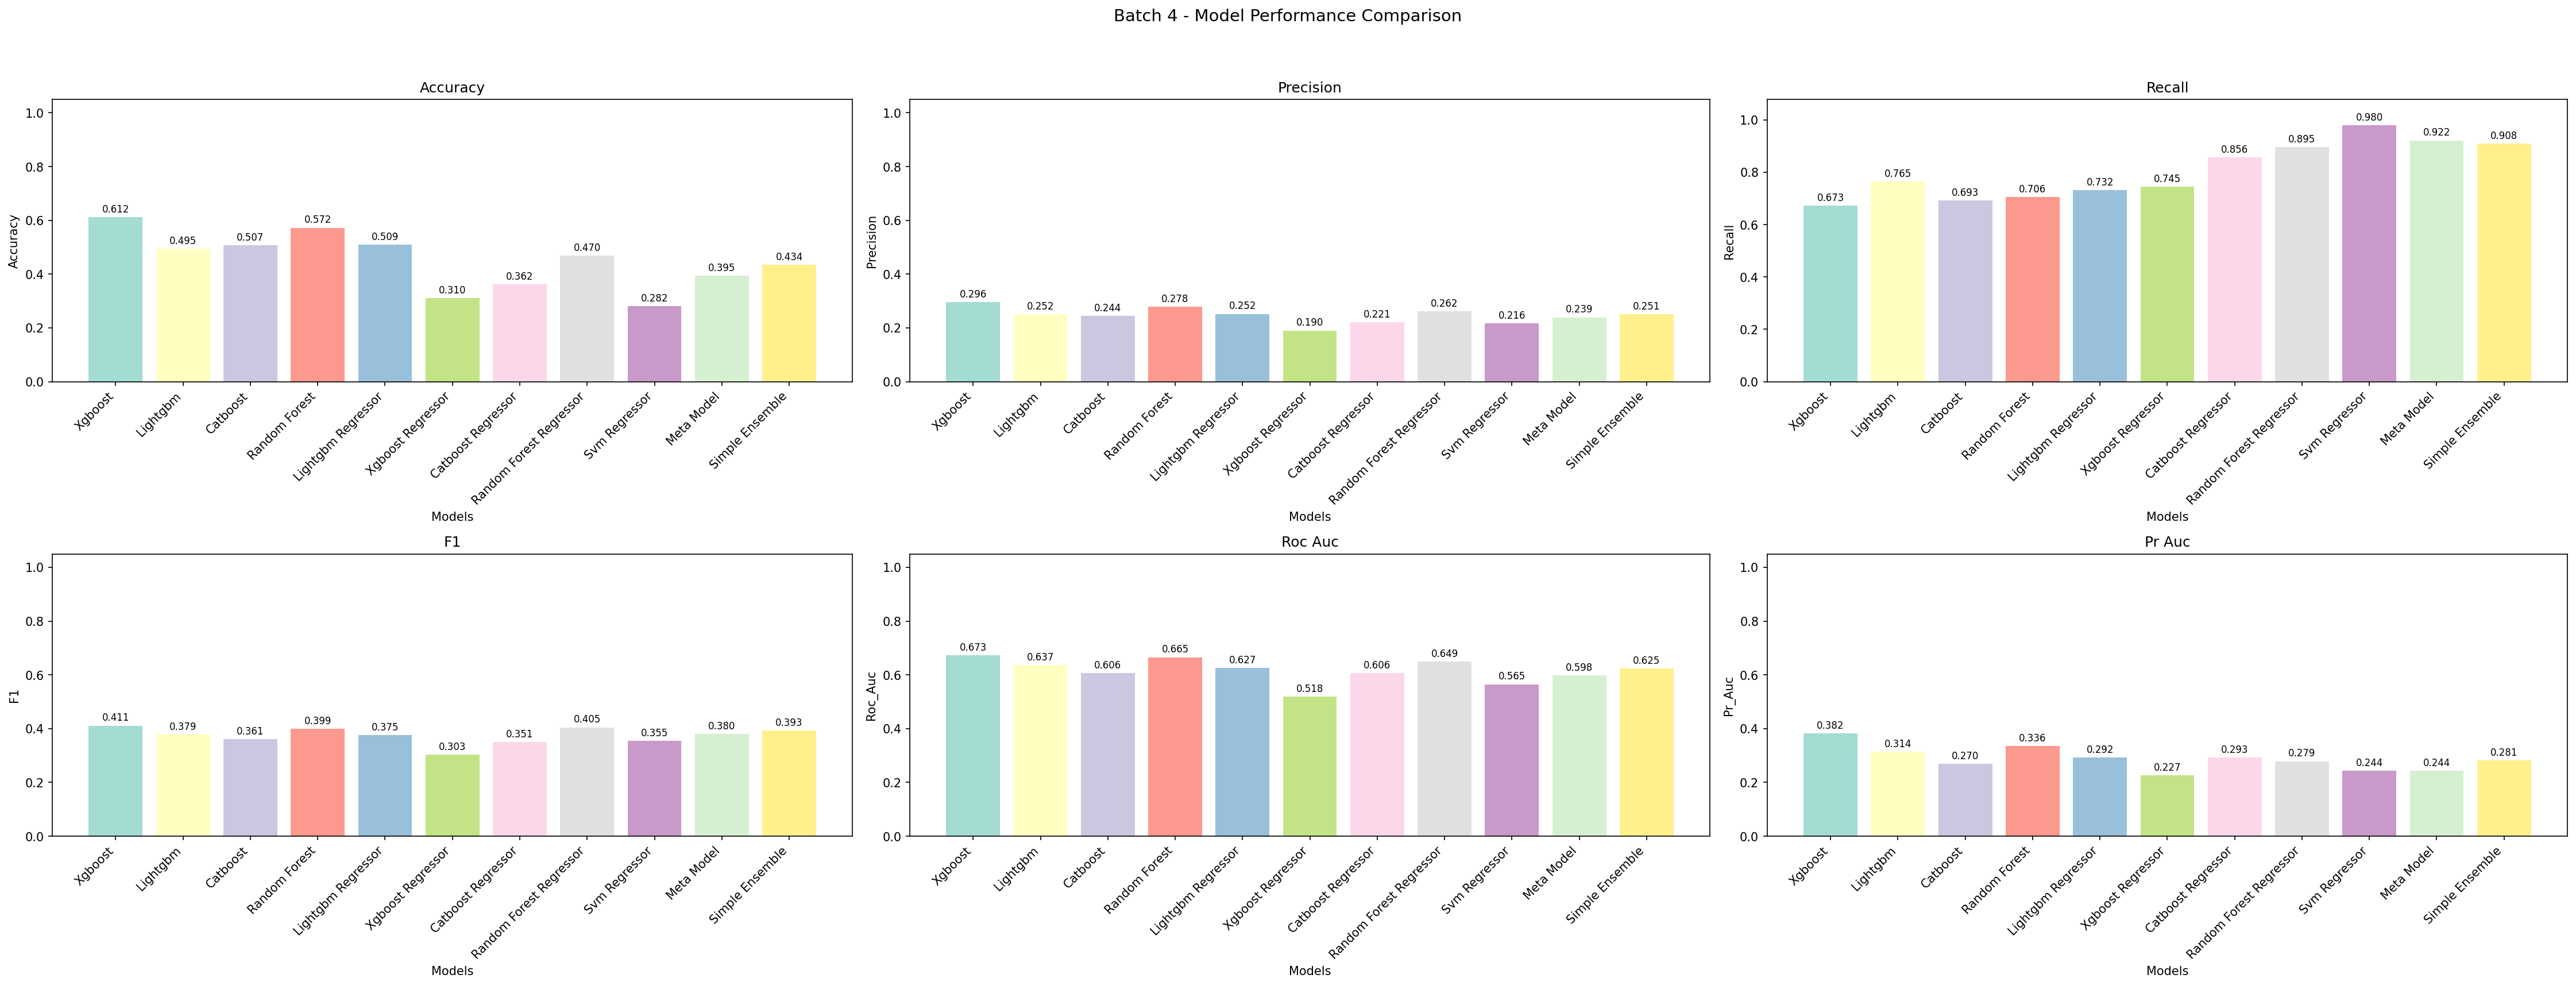 Batch 4 - Model Performance Comparison
Accuracy
Accuracy
1.0
0.8
0.6
0.4
0.2
0.0
0.612
0.495
0.507
0.572
0.509
0.310
0.362
0.470
0.282
0.395
0.434
Xgboost
Lightgbm
Catboost
Random Forest
Lightgbm Regressor
Xgboost Regressor
Catboost Regressor
Random Forest Regressor
Svm Regressor
Meta Model
Simple Ensemble
Models
Precision
Precision
1.0
0.8
0.6
0.4
0.2
0.0
0.296
0.252
0.244
0.278
0.252
0.190
0.221
0.262
0.216
0.239
0.251
Xgboost
Lightgbm
Catboost
Random Forest
Lightgbm Regressor
Xgboost Regressor
Catboost Regressor
Random Forest Regressor
Svm Regressor
Meta Model
Simple Ensemble
Models
Recall
Recall
1.0
0.8
0.6
0.4
0.2
0.0
0.673
0.765
0.693
0.706
0.732
0.745
0.856
0.895
0.980
0.922
0.908
Xgboost
Lightgbm
Catboost
Random Forest
Lightgbm Regressor
Xgboost Regressor
Catboost Regressor
Random Forest Regressor
Svm Regressor
Meta Model
Simple Ensemble
Models
F1
F1
1.0
0.8
0.6
0.4
0.2
0.0
0.411
0.379
0.361
0.399
0.375
0.303
0.351
0.405
0.355
0.380
0.393
Xgboost
Lightgbm
Catboost
Random Forest
Lightgbm Regressor
Xgboost Regressor
Catboost Regressor
Random Forest Regressor
Svm Regressor
Meta Model
Simple Ensemble
Models
Roc Auc
Roc_Auc
1.0
0.8
0.6
0.4
0.2
0.0
0.673
0.637
0.606
0.665
0.627
0.518
0.606
0.649
0.565
0.598
0.625
Xgboost
Lightgbm
Catboost
Random Forest
Lightgbm Regressor
Xgboost Regressor
Catboost Regressor
Random Forest Regressor
Svm Regressor
Meta Model
Simple Ensemble
Models
Pr Auc
Pr_Auc
1.0
0.8
0.6
0.4
0.2
0.0
0.382
0.314
0.270
0.336
0.292
0.227
0.293
0.279
0.244
0.244
0.281
Xgboost
Lightgbm
Catboost
Random Forest
Lightgbm Regressor
Xgboost Regressor
Catboost Regressor
Random Forest Regressor
Svm Regressor
Meta Model
Simple Ensemble
Models